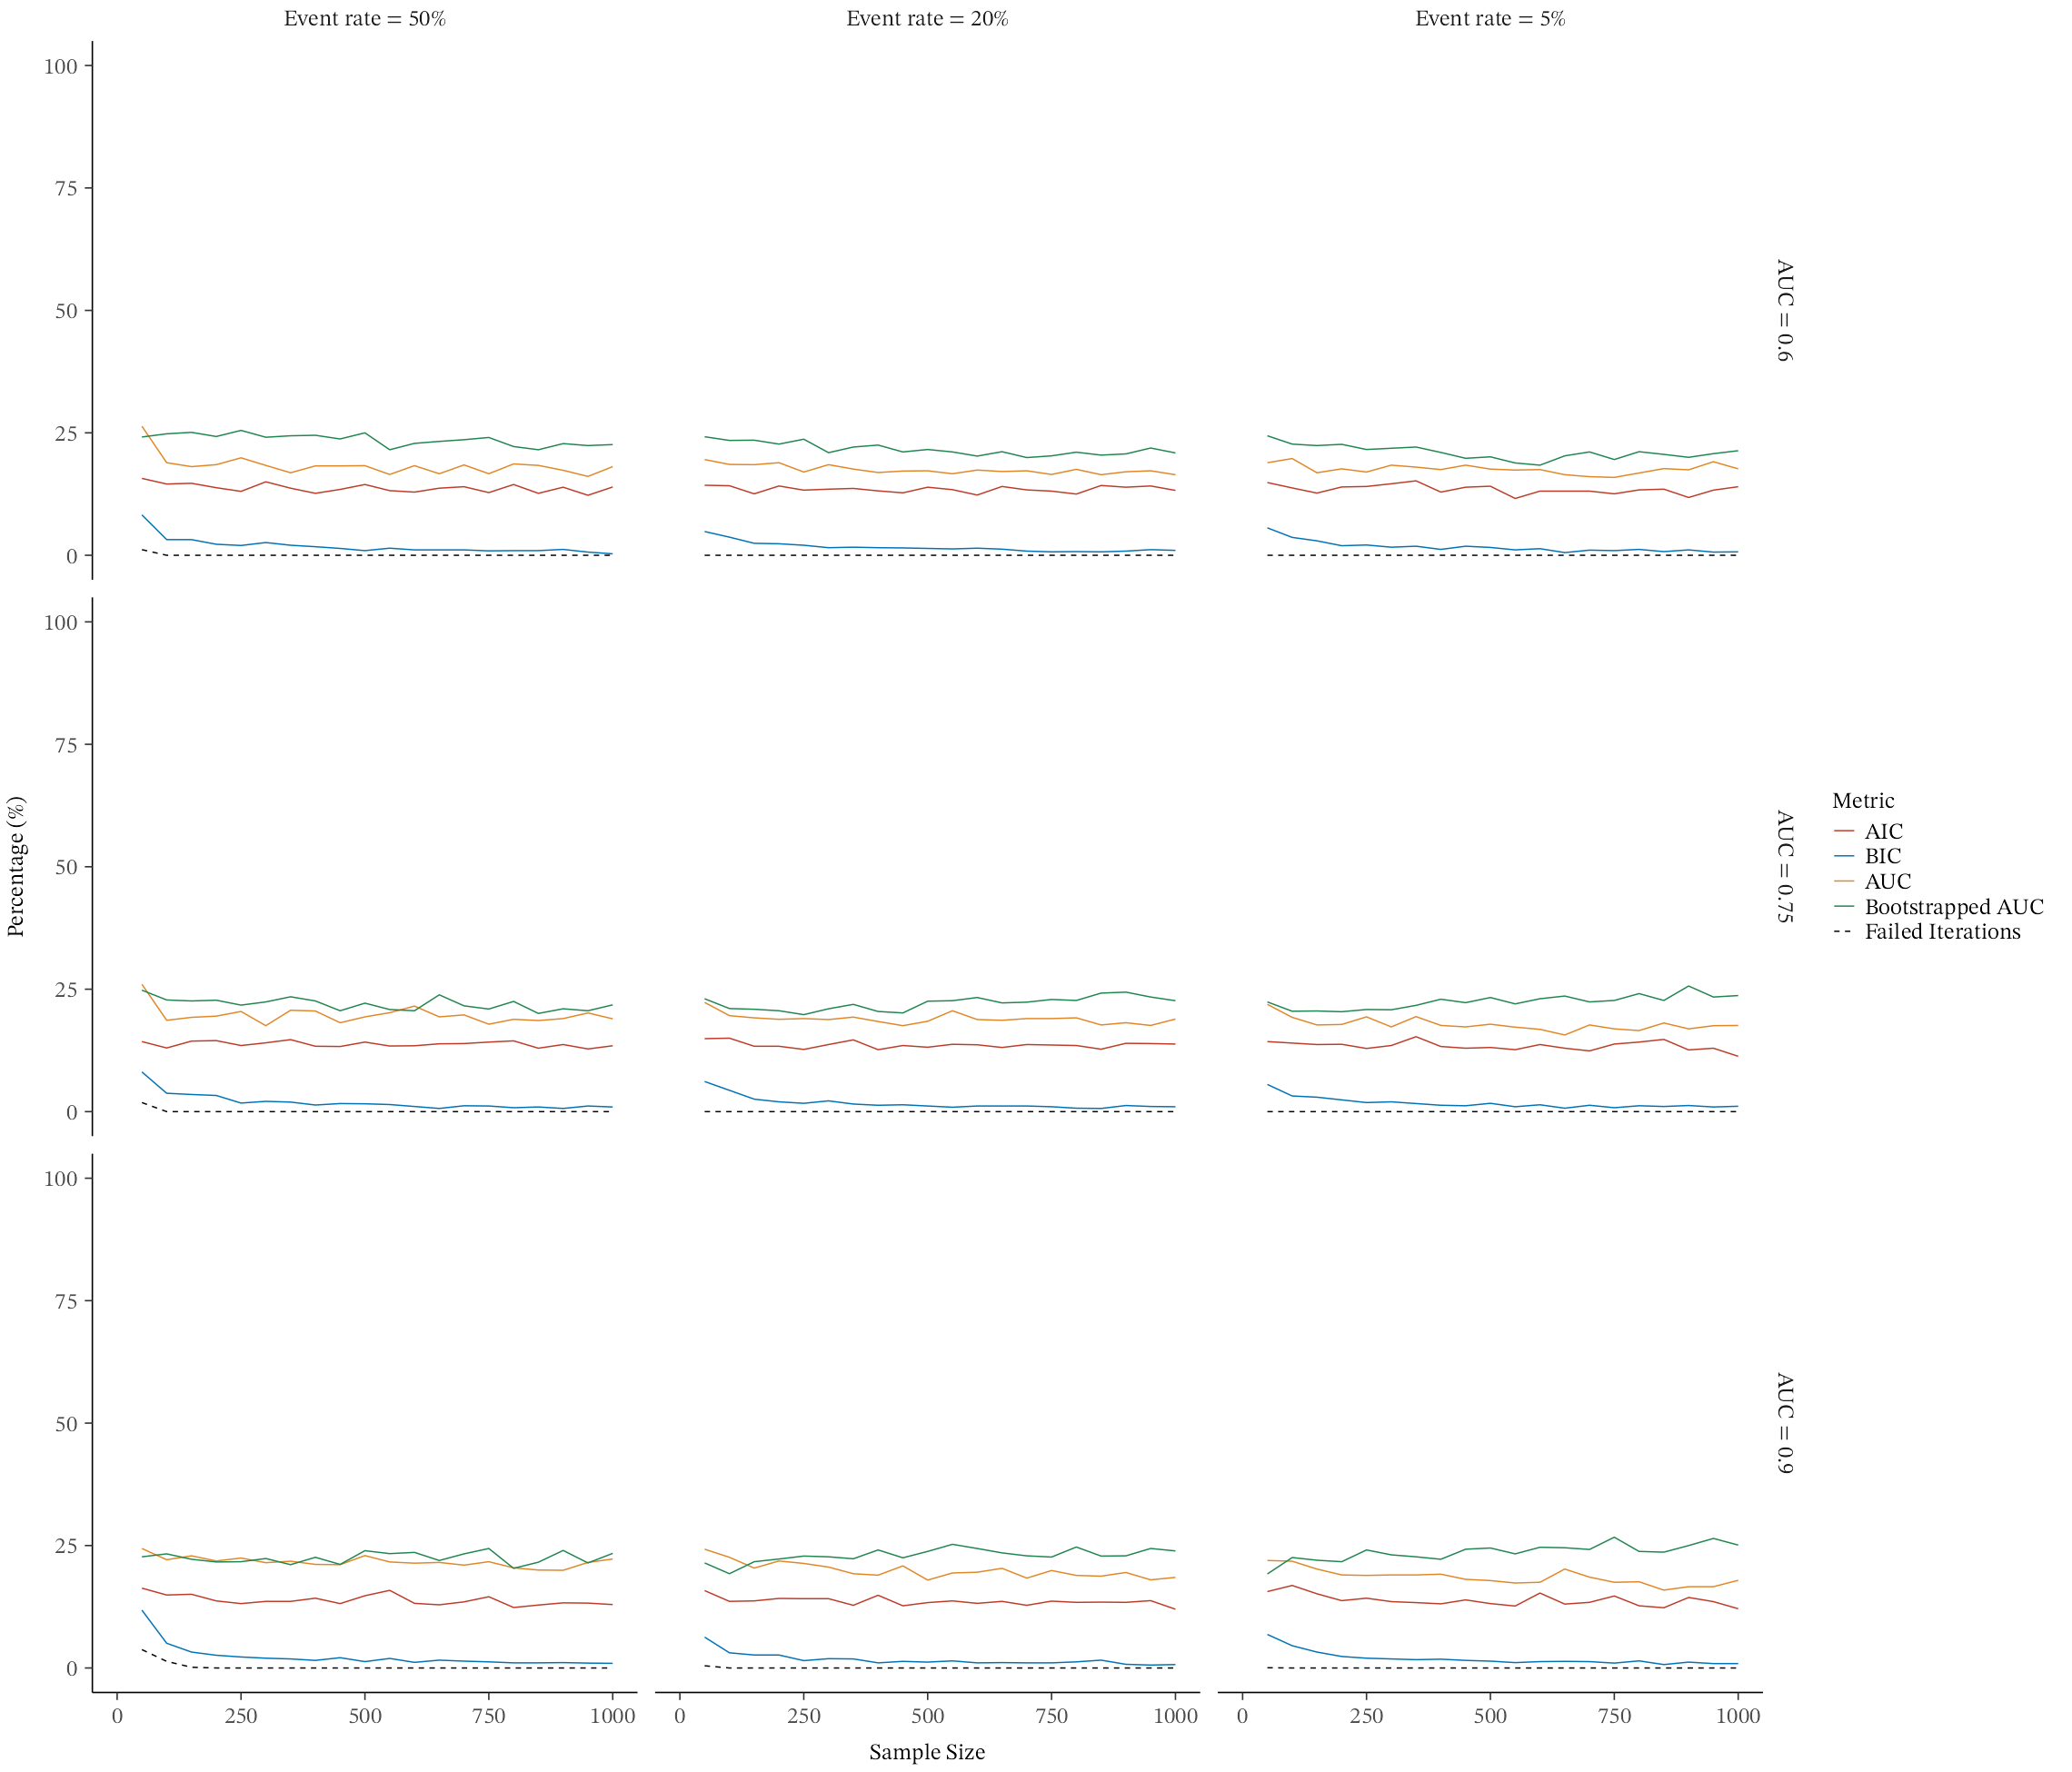 Event rate = 50%
Event rate = 20%
Event rate = 5%
100
75
50
25
0
AUC = 0.6
100
75
50
25
0
AUC = 0.75
100
75
50
25
0
AUC = 0.9
Percentage (%)
0 250 500 750 1000
0 250 500 750 1000
0 250 500 750 1000
Sample Size
Metric
AIC
BIC
AUC
Bootstrapped AUC
Failed Iterations